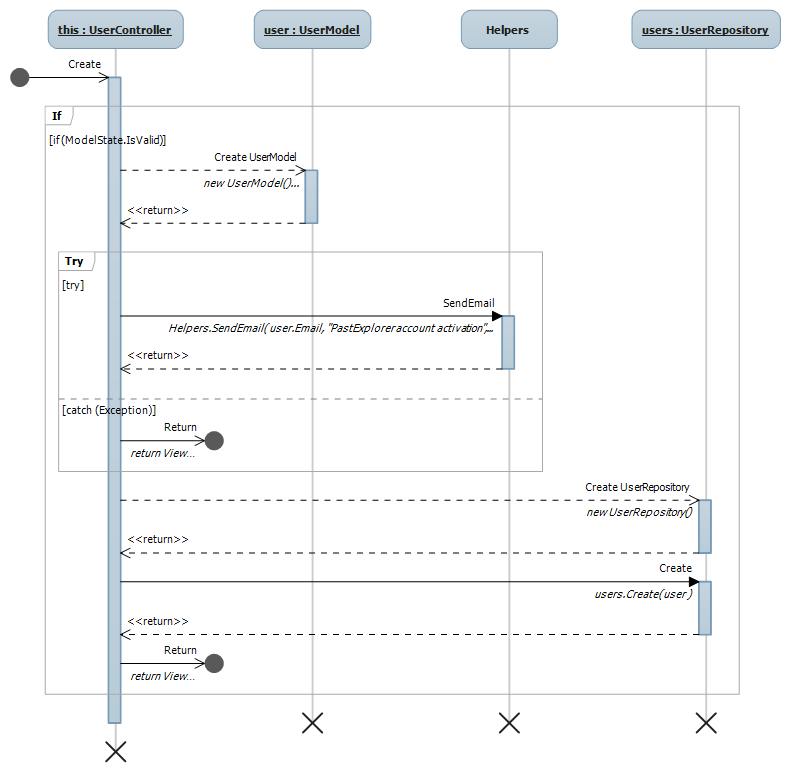 this : UserController
user : UserModel
Helpers
users : UserRepository
Create
If
[if (ModelState.IsValid)]
Create UserModel
new UserModel()...
<<return>>
Try
[try]
SendEmail
Helpers.SendEmail( user.Email, "PastExplorer account activation",...
<<return>>
[catch (Exception)]
Return
return View...
Create UserRepository
new UserRepository()
<<return>>
Create
users.Create(user )
<<return>>
Return
return View...